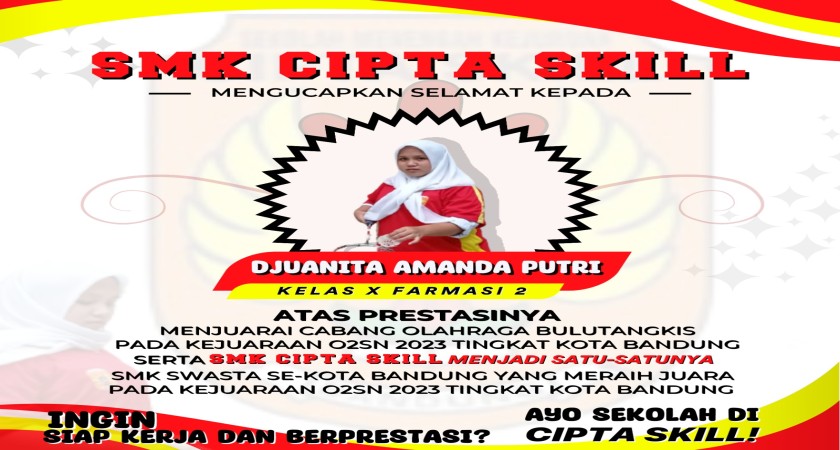 SMK CIPTA SKILL
MENGUCAPKAN SELAMAT KEPADA
DJUANITA AMANDA PUTRI
KELAS X FARMASI 2
ATAS PRESTASINYA
MENJUARAI CABANG OLAHRAGA BULUTANGKIS
PADA KEJUARAAN O2SN 2023 TINGKAT KOTA BANDUNG
SERTA SMK CIPTA SKILL MENJADI SATU-SATUNYA
SMK SWASTA SE-KOTA BANDUNG YANG MERAIH JUARA
PADA KEJUARAAN O2SN 2023 TINGKAT KOTA BANDUNG
INGIN
SIAP KERJA DAN BERPRESTASI?
AYO SEKOLAH DI
CIPTA SKILL!